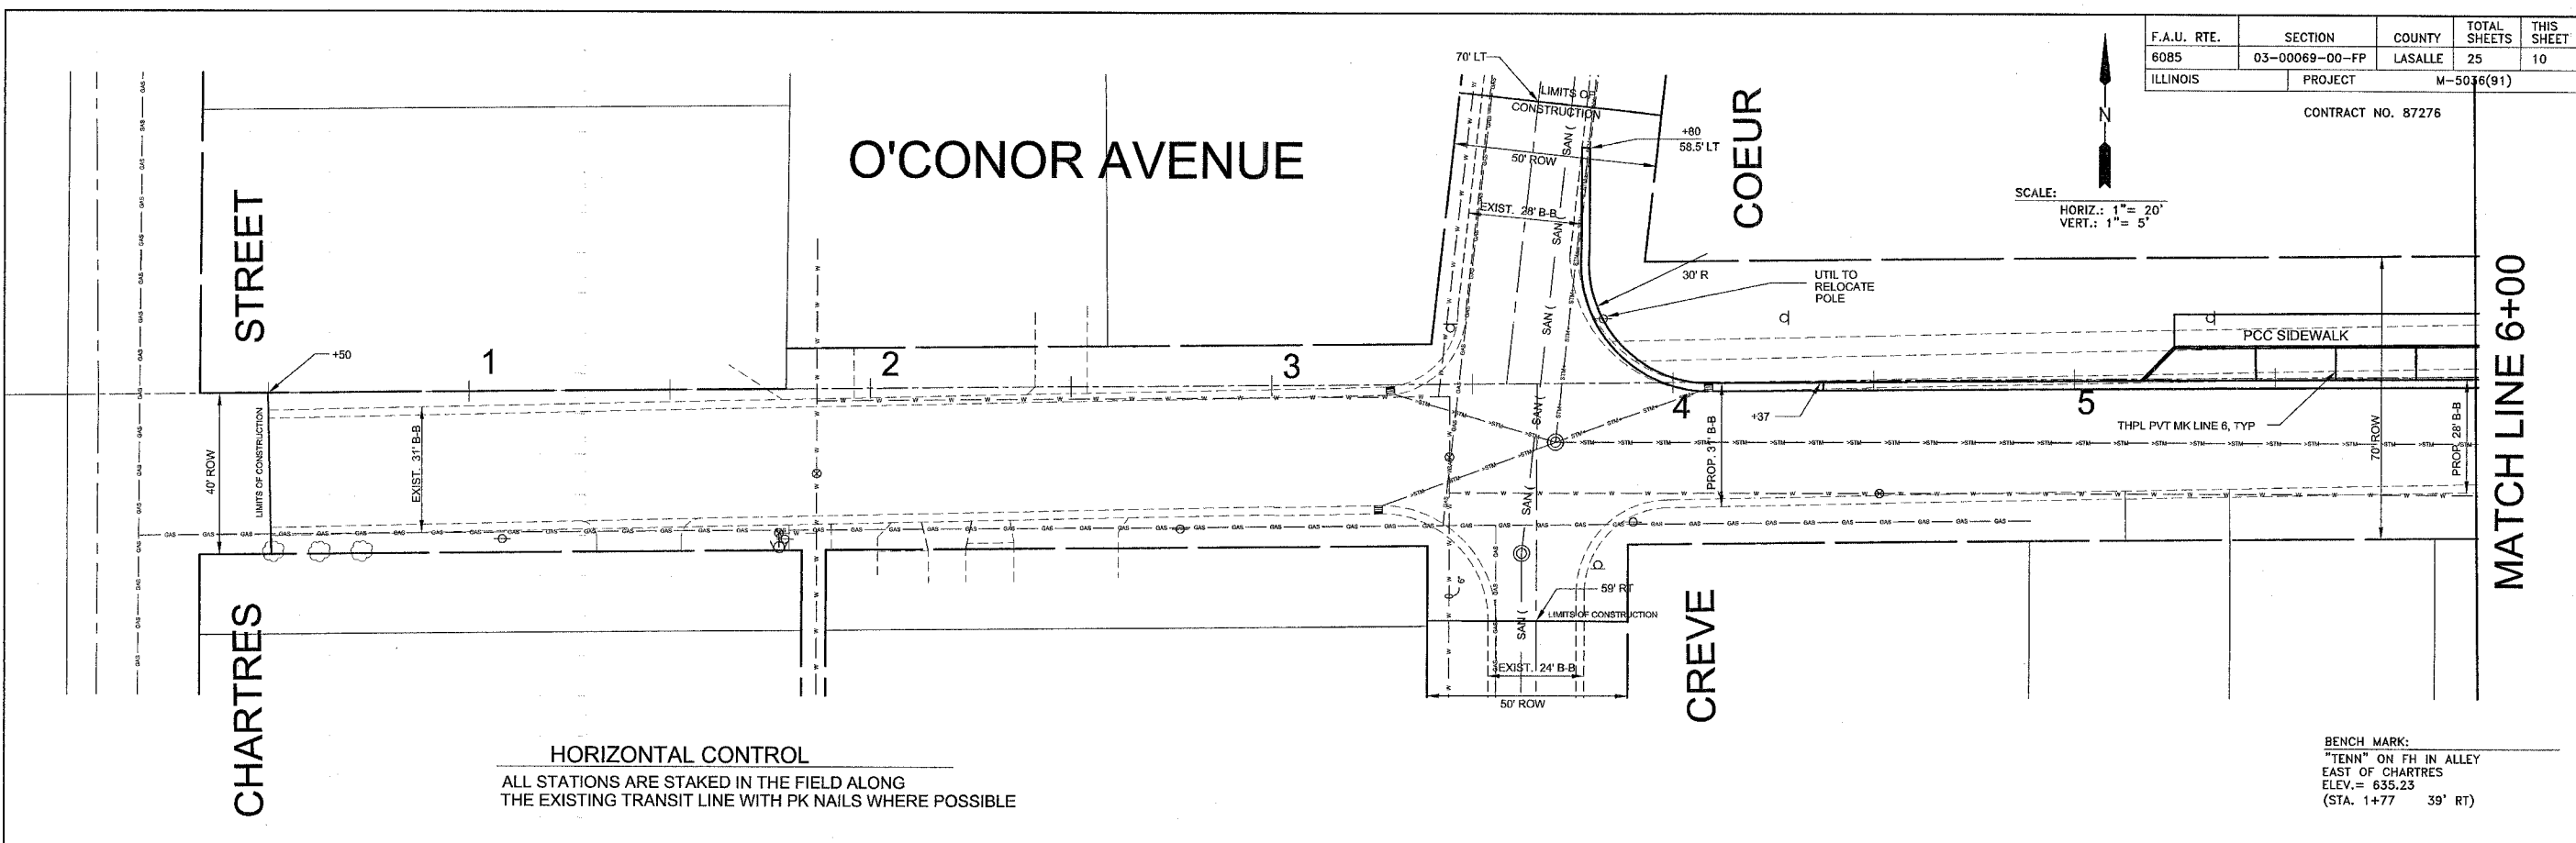 F.A.U. RTE. SECTION COUNTY TOTAL SHEETS THIS SHEET
6085 03-00069-00-FP LASALLE 25 10
ILLINOIS PROJECT M-5036(91)
CONTRACT NO. 87276
N
SCALE:
HORIZ.: 1"= 20'
VERT.: 1"= 5'
O'CONOR AVENUE
CHARTRES STREET
CREVE COEUR
70' LT
LIMITS OF
CONSTRUCTION
+80
58.5' LT
50' ROW
EXIST. 28' B-B
30' R
UTIL TO
RELOCATE
POLE
+50
1
2
3
4
5
40' ROW
LIMITS OF CONSTRUCTION
EXIST. 31' B-B
PROP. 31' B-B
+37
PCC SIDEWALK
THPL PVT MK LINE 6, TYP
70' ROW
PROP 28' B-B
MATCH LINE 6+00
GAS
W
STM
SAN
6"
59' RT
LIMITS OF CONSTRUCTION
EXIST. 24' B-B
50' ROW
HORIZONTAL CONTROL
ALL STATIONS ARE STAKED IN THE FIELD ALONG
THE EXISTING TRANSIT LINE WITH PK NAILS WHERE POSSIBLE
BENCH MARK:
"TENN" ON FH IN ALLEY
EAST OF CHARTRES
ELEV.= 635.23
(STA. 1+77 39' RT)